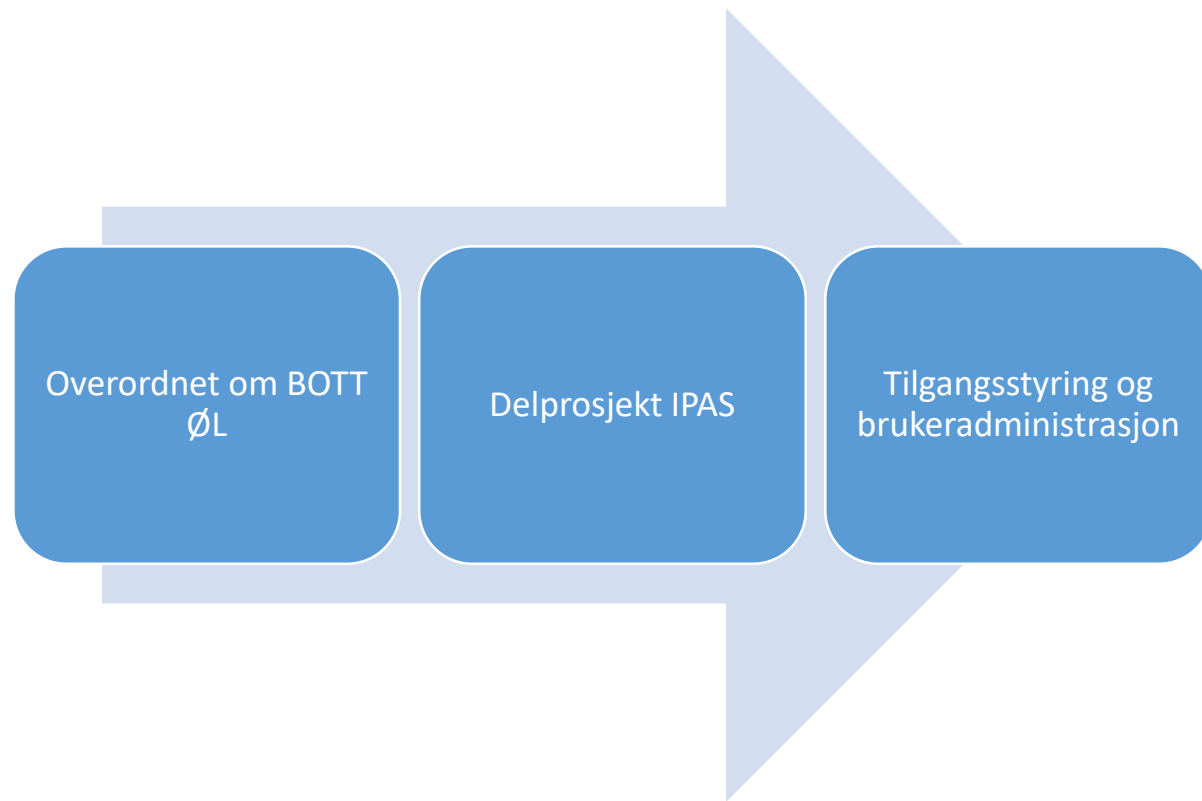 Overordnet om BOTT
ØL
Delprosjekt IPAS
Tilgangsstyring og
brukeradministrasjon